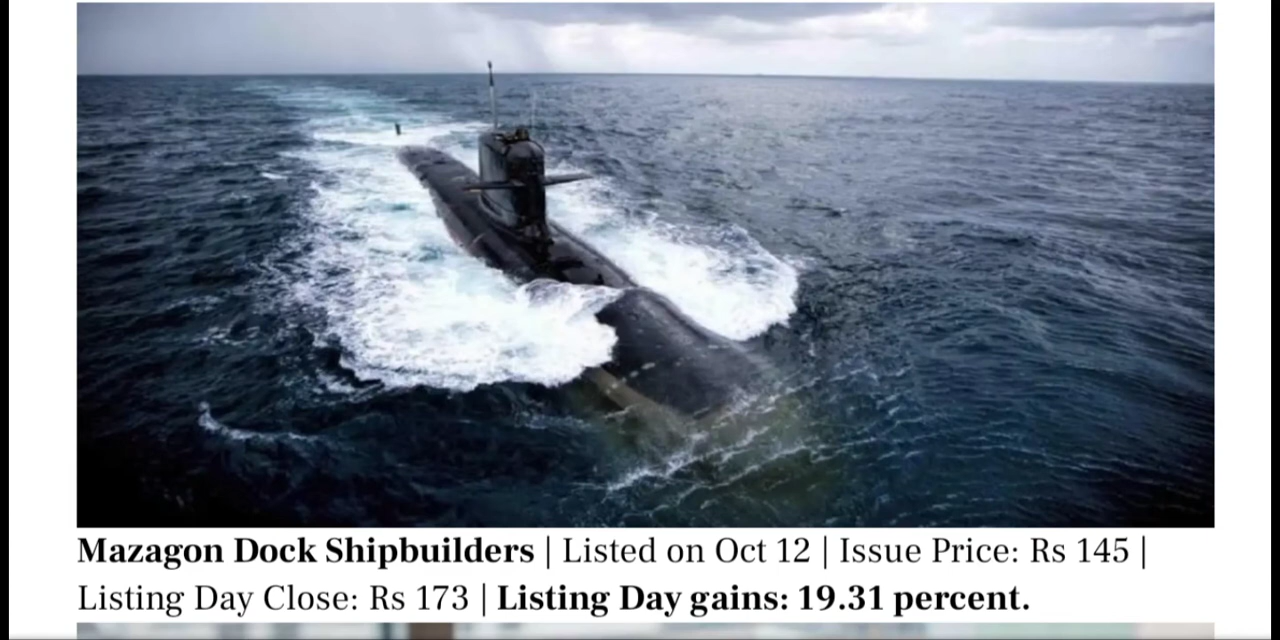 Mazagon Dock Shipbuilders | Listed on Oct 12 | Issue Price: Rs 145 |
Listing Day Close: Rs 173 | Listing Day gains: 19.31 percent.